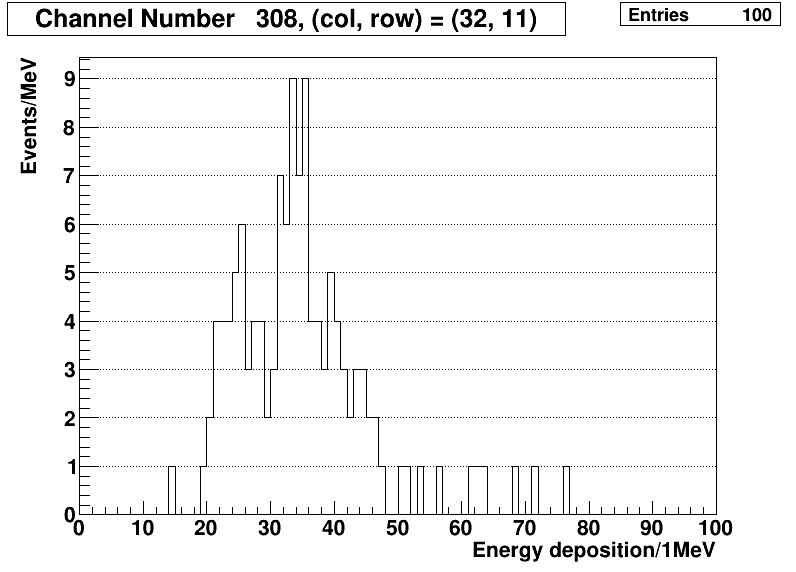 Channel Number 308, (col, row) = (32, 11)
Entries 100
Events/MeV
9
8
7
6
5
4
3
2
1
0
0 10 20 30 40 50 60 70 80 90 100
Energy deposition/1MeV